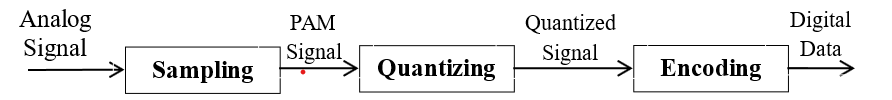 Analog
Signal
Sampling
PAM
Signal
Quantizing
Quantized
Signal
Encoding
Digital
Data